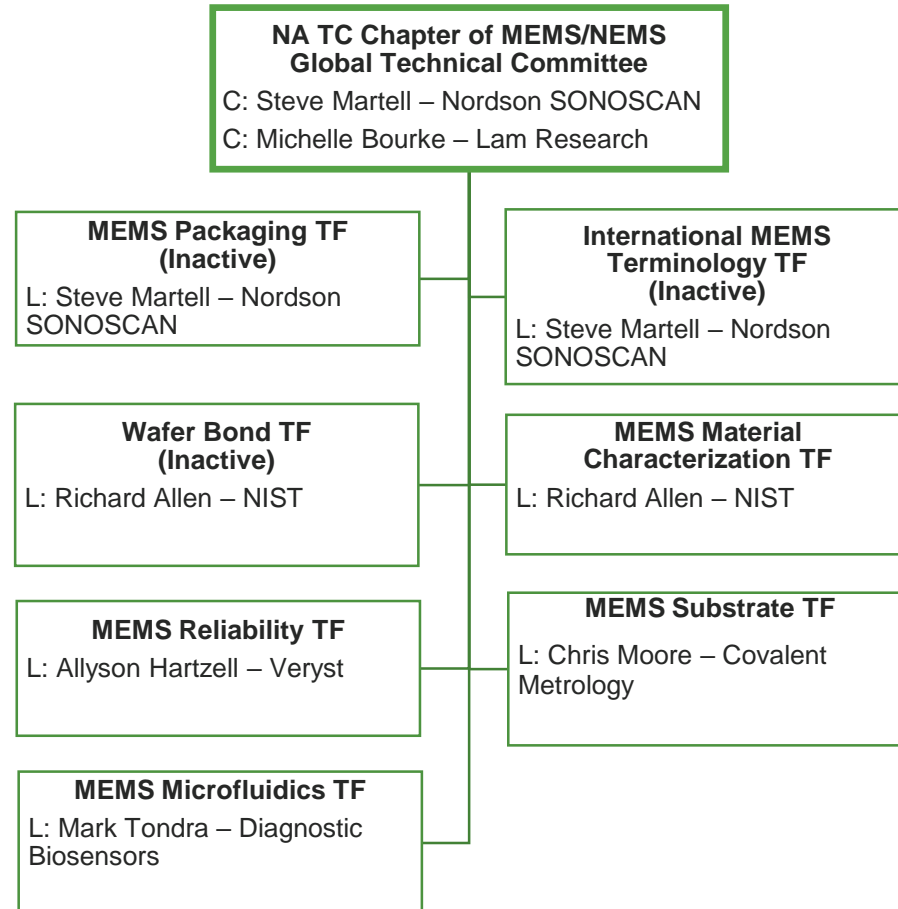 NA TC Chapter of MEMS/NEMS
Global Technical Committee
C: Steve Martell – Nordson SONOSCAN
C: Michelle Bourke – Lam Research
MEMS Packaging TF
(Inactive)
L: Steve Martell – Nordson
SONOSCAN
International MEMS
Terminology TF
(Inactive)
L: Steve Martell – Nordson
SONOSCAN
Wafer Bond TF
(Inactive)
L: Richard Allen – NIST
MEMS Material
Characterization TF
L: Richard Allen – NIST
MEMS Reliability TF
L: Allyson Hartzell – Veryst
MEMS Substrate TF
L: Chris Moore – Covalent
Metrology
MEMS Microfluidics TF
L: Mark Tondra – Diagnostic
Biosensors